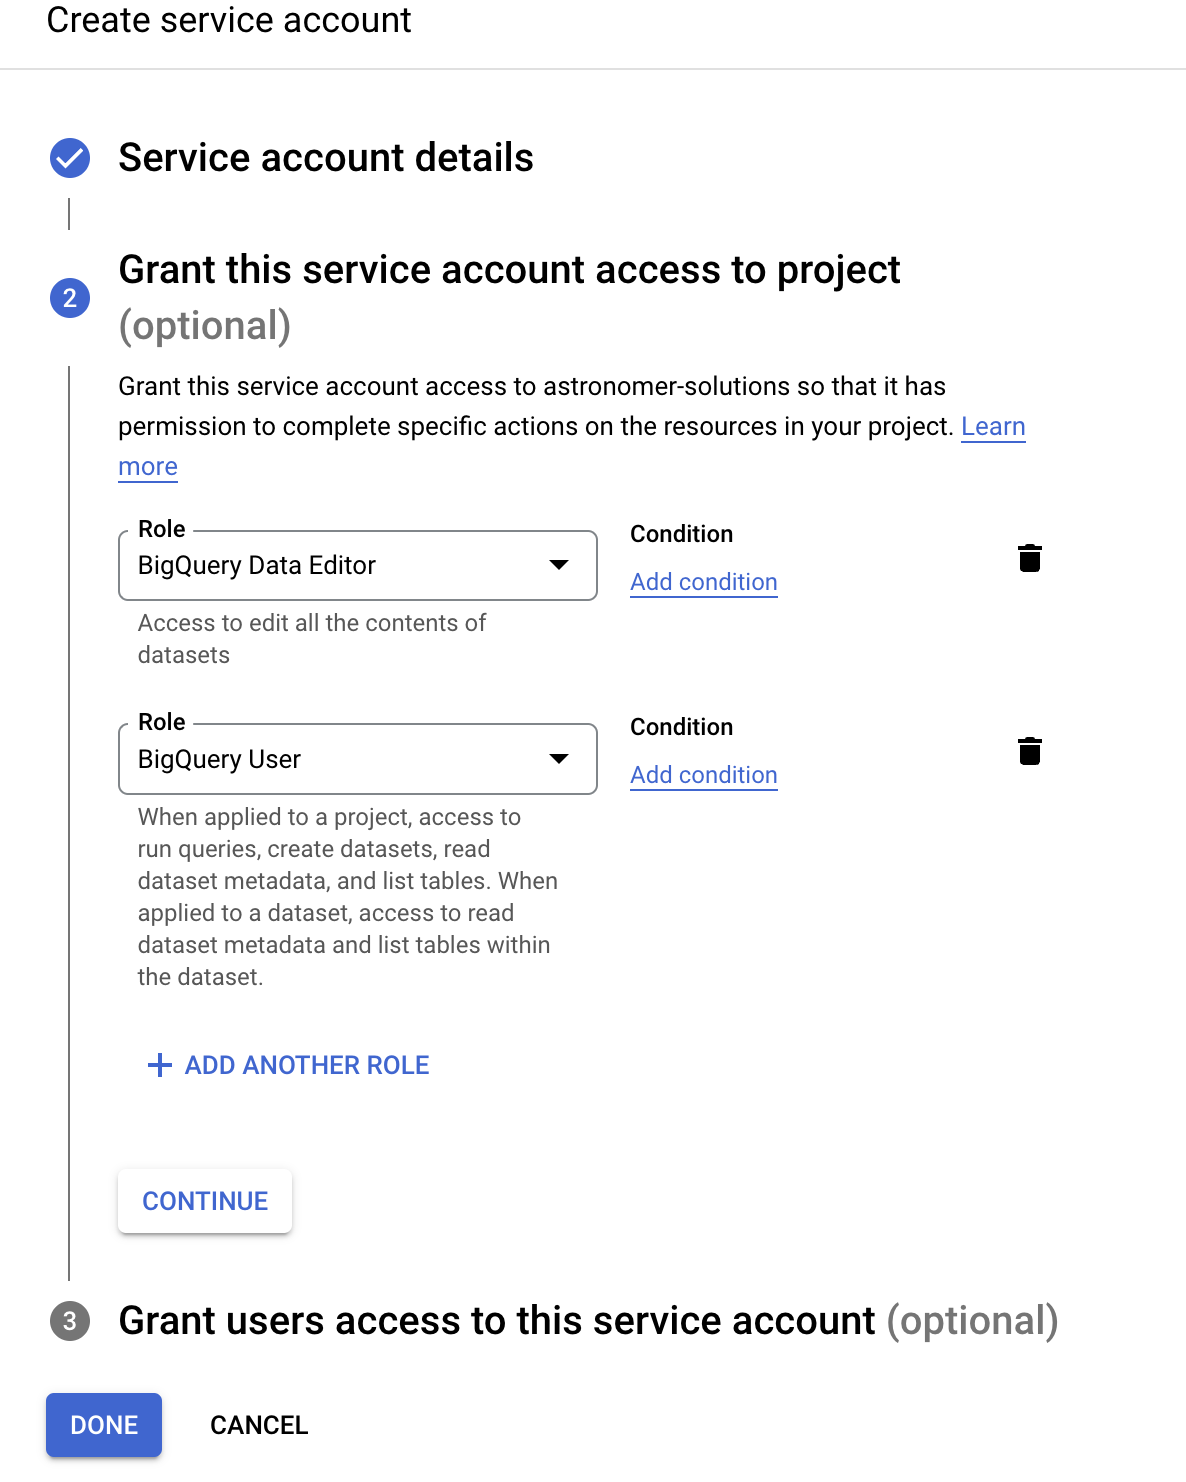 Create service account
Service account details
2
Grant this service account access to project
(optional)
Grant this service account access to astronomer-solutions so that it has
permission to complete specific actions on the resources in your project. Learn
more
Role
BigQuery Data Editor
Condition
Add condition
Access to edit all the contents of
datasets
Role
BigQuery User
Condition
Add condition
When applied to a project, access to
run queries, create datasets, read
dataset metadata, and list tables. When
applied to a dataset, access to read
dataset metadata and list tables within
the dataset.
ADD ANOTHER ROLE
CONTINUE
3
Grant users access to this service account (optional)
DONE
CANCEL